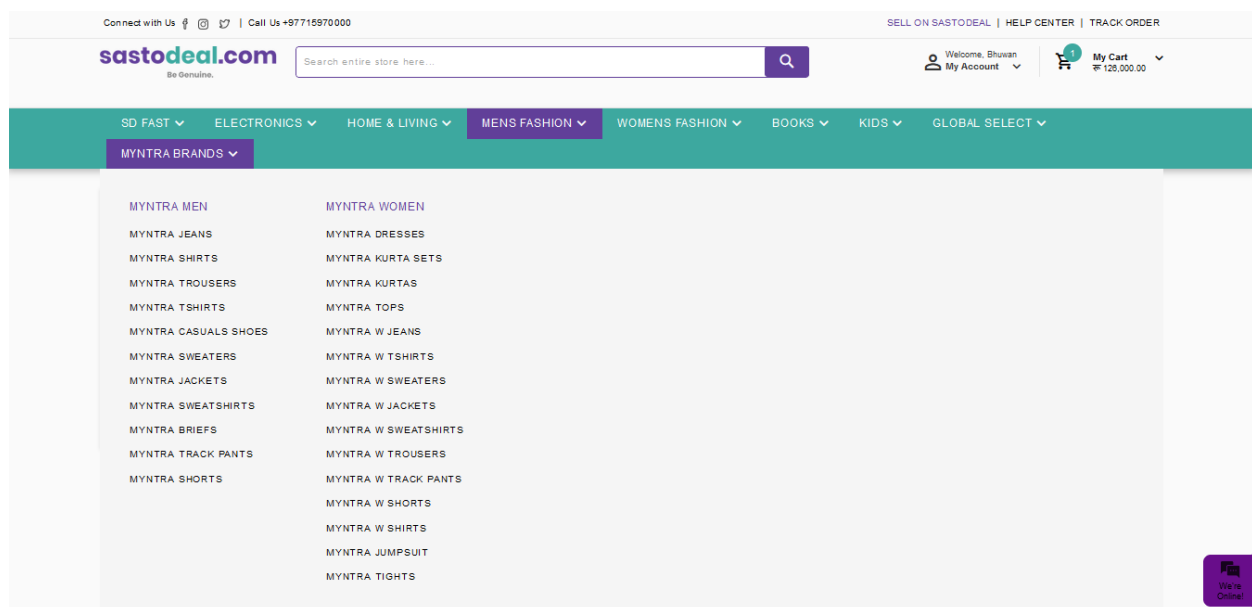 Connect with Us | Call Us +97715970000
SELL ON SASTODEAL | HELP CENTER | TRACK ORDER
sastodeal.com
Be Genuine.
Search entire store here...
Welcome, Bhuwan
My Account
1
My Cart
रू 126,000.00
SD FAST ELECTRONICS HOME & LIVING MENS FASHION WOMENS FASHION BOOKS KIDS GLOBAL SELECT
MYNTRA BRANDS
MYNTRA MEN
MYNTRA JEANS
MYNTRA SHIRTS
MYNTRA TROUSERS
MYNTRA TSHIRTS
MYNTRA CASUALS SHOES
MYNTRA SWEATERS
MYNTRA JACKETS
MYNTRA SWEATSHIRTS
MYNTRA BRIEFS
MYNTRA TRACK PANTS
MYNTRA SHORTS
MYNTRA WOMEN
MYNTRA DRESSES
MYNTRA KURTA SETS
MYNTRA KURTAS
MYNTRA TOPS
MYNTRA W JEANS
MYNTRA W TSHIRTS
MYNTRA W SWEATERS
MYNTRA W JACKETS
MYNTRA W SWEATSHIRTS
MYNTRA W TROUSERS
MYNTRA W TRACK PANTS
MYNTRA W SHORTS
MYNTRA W SHIRTS
MYNTRA JUMPSUIT
MYNTRA TIGHTS
We're
Online!